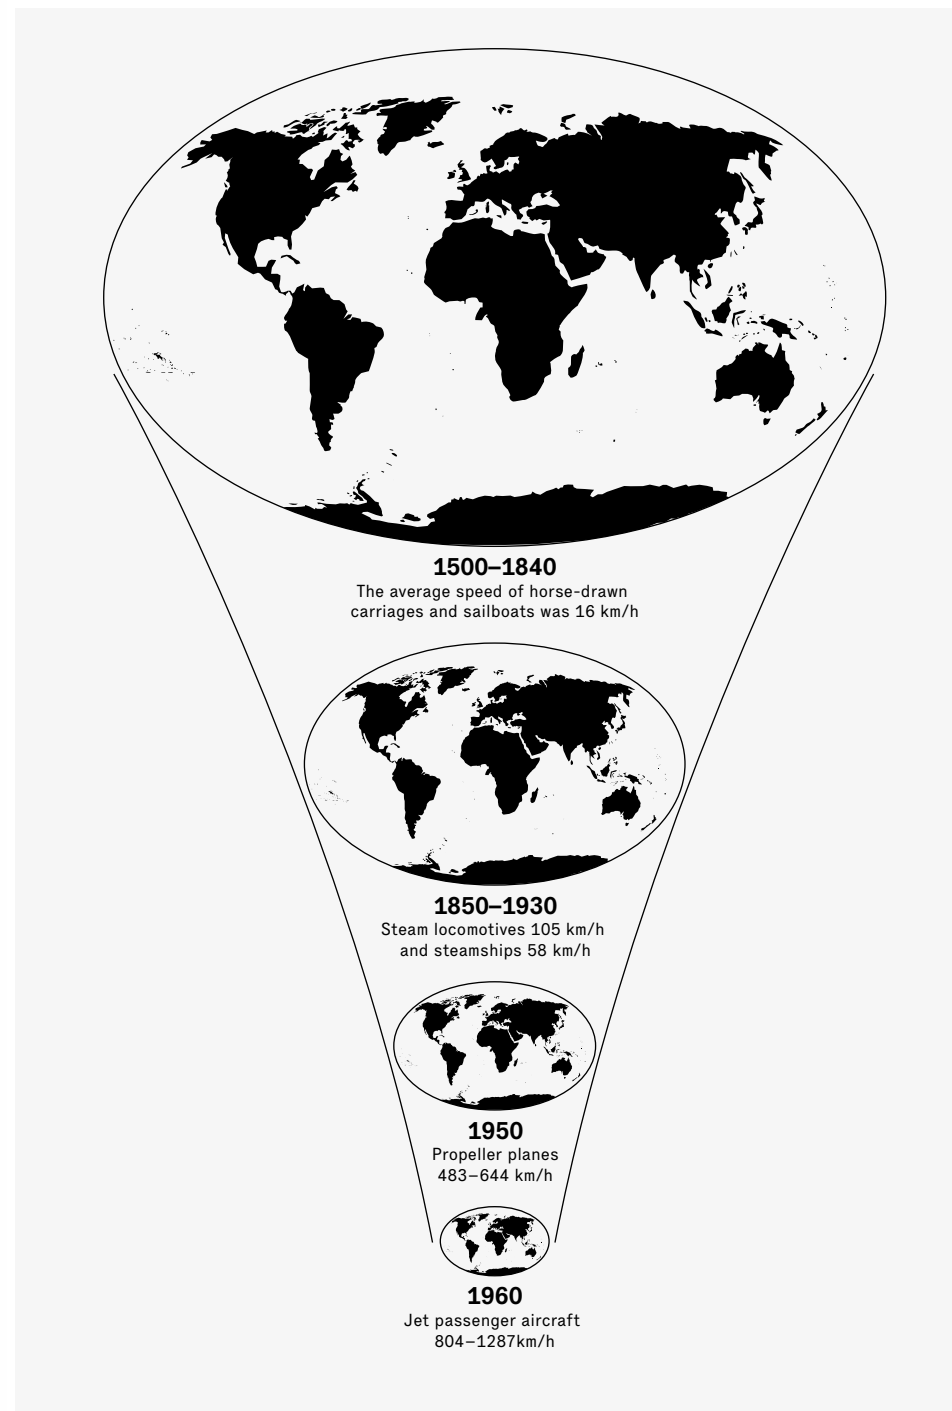 1500–1840
The average speed of horse-drawn
carriages and sailboats was 16 km/h
1850–1930
Steam locomotives 105 km/h
and steamships 58 km/h
1950
Propeller planes
483–644 km/h
1960
Jet passenger aircraft
804–1287km/h